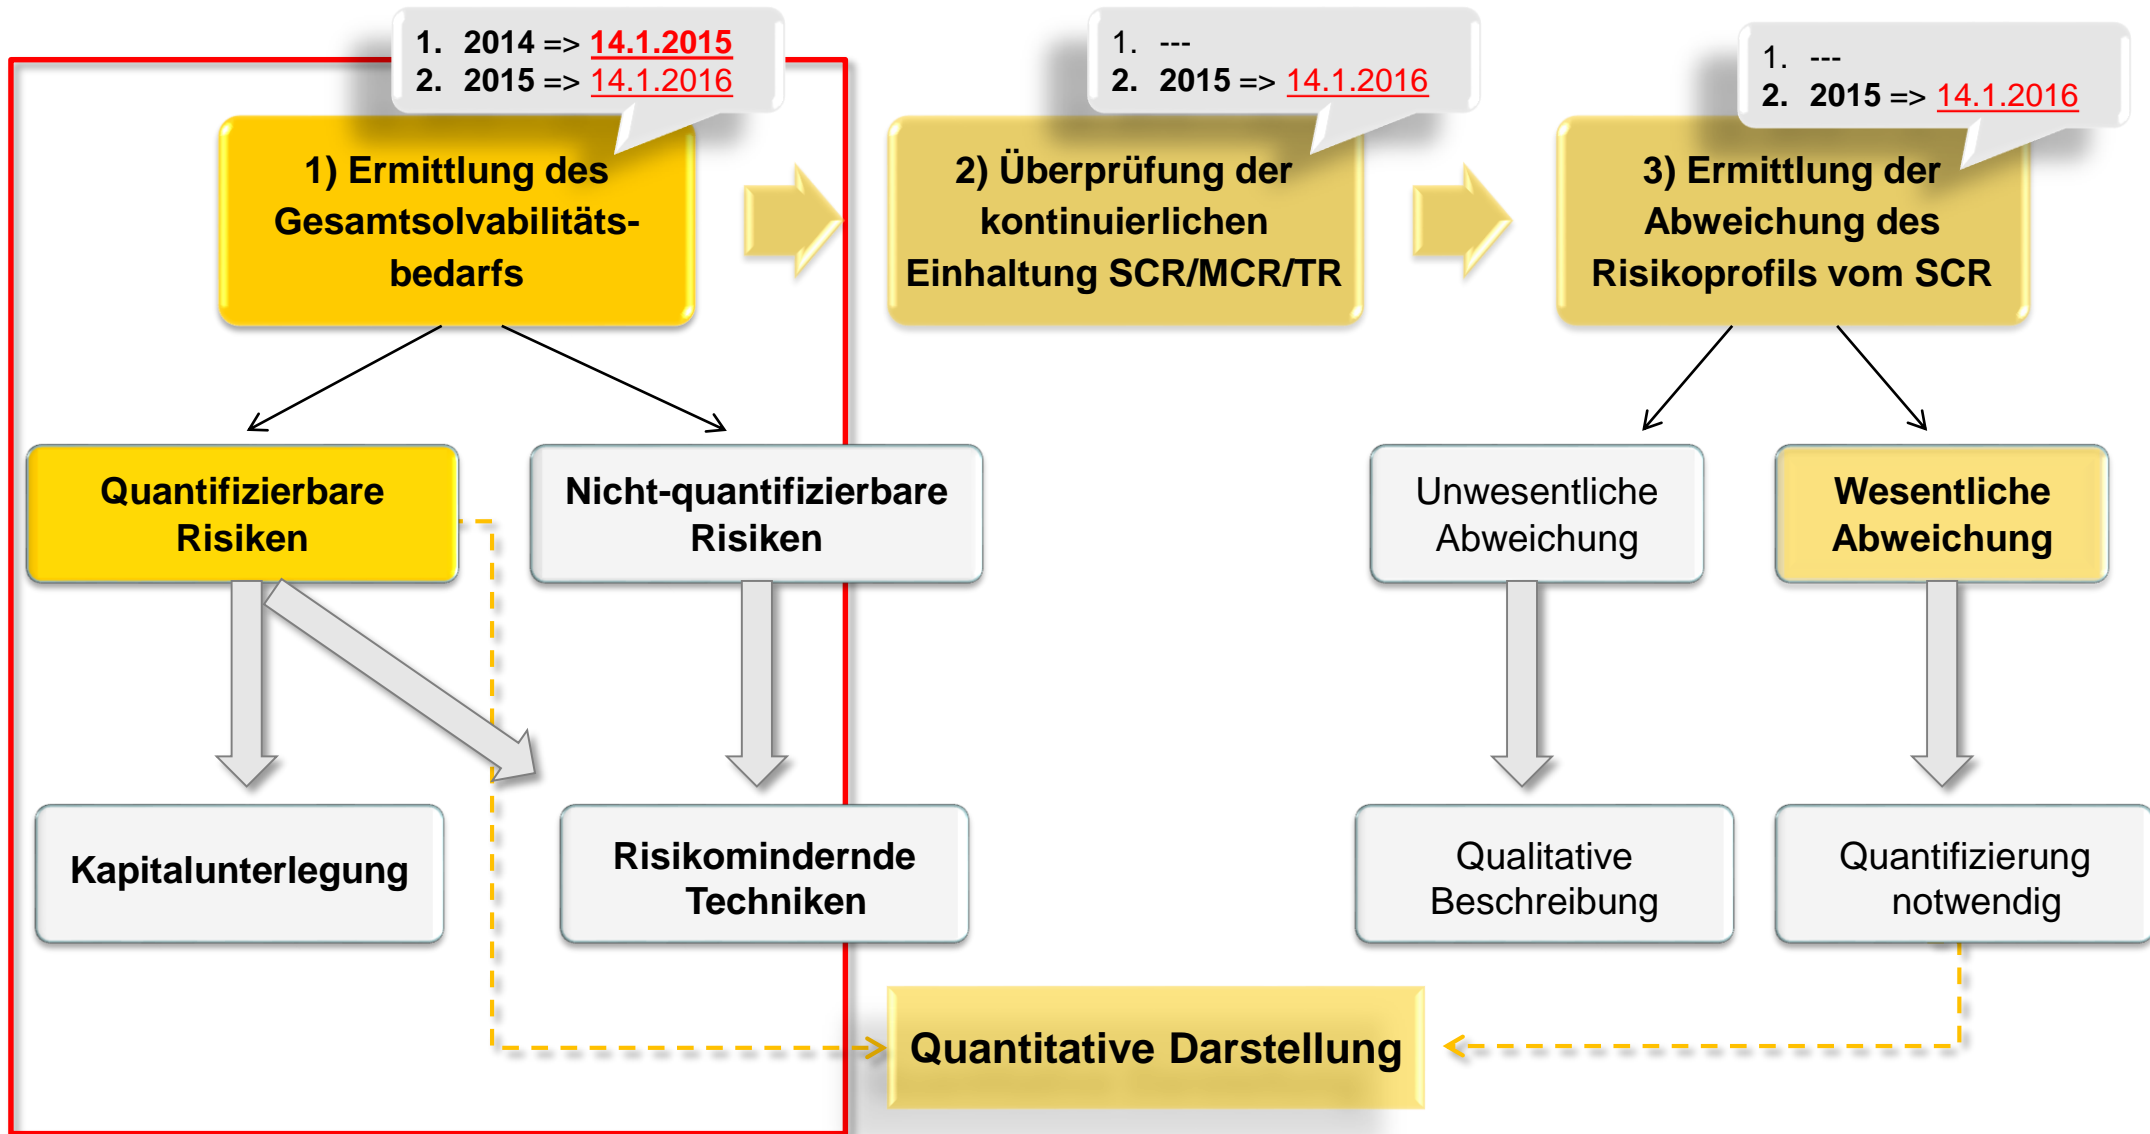 1. 2014 => 14.1.2015
2. 2015 => 14.1.2016
1. ---
2. 2015 => 14.1.2016
1. ---
2. 2015 => 14.1.2016
1) Ermittlung des
Gesamtsolvabilitäts-
bedarfs
2) Überprüfung der
kontinuierlichen
Einhaltung SCR/MCR/TR
3) Ermittlung der
Abweichung des
Risikoprofils vom SCR
Quantifizierbare
Risiken
Nicht-quantifizierbare
Risiken
Unwesentliche
Abweichung
Wesentliche
Abweichung
Kapitalunterlegung
Risikomindernde
Techniken
Qualitative
Beschreibung
Quantifizierung
notwendig
Quantitative Darstellung